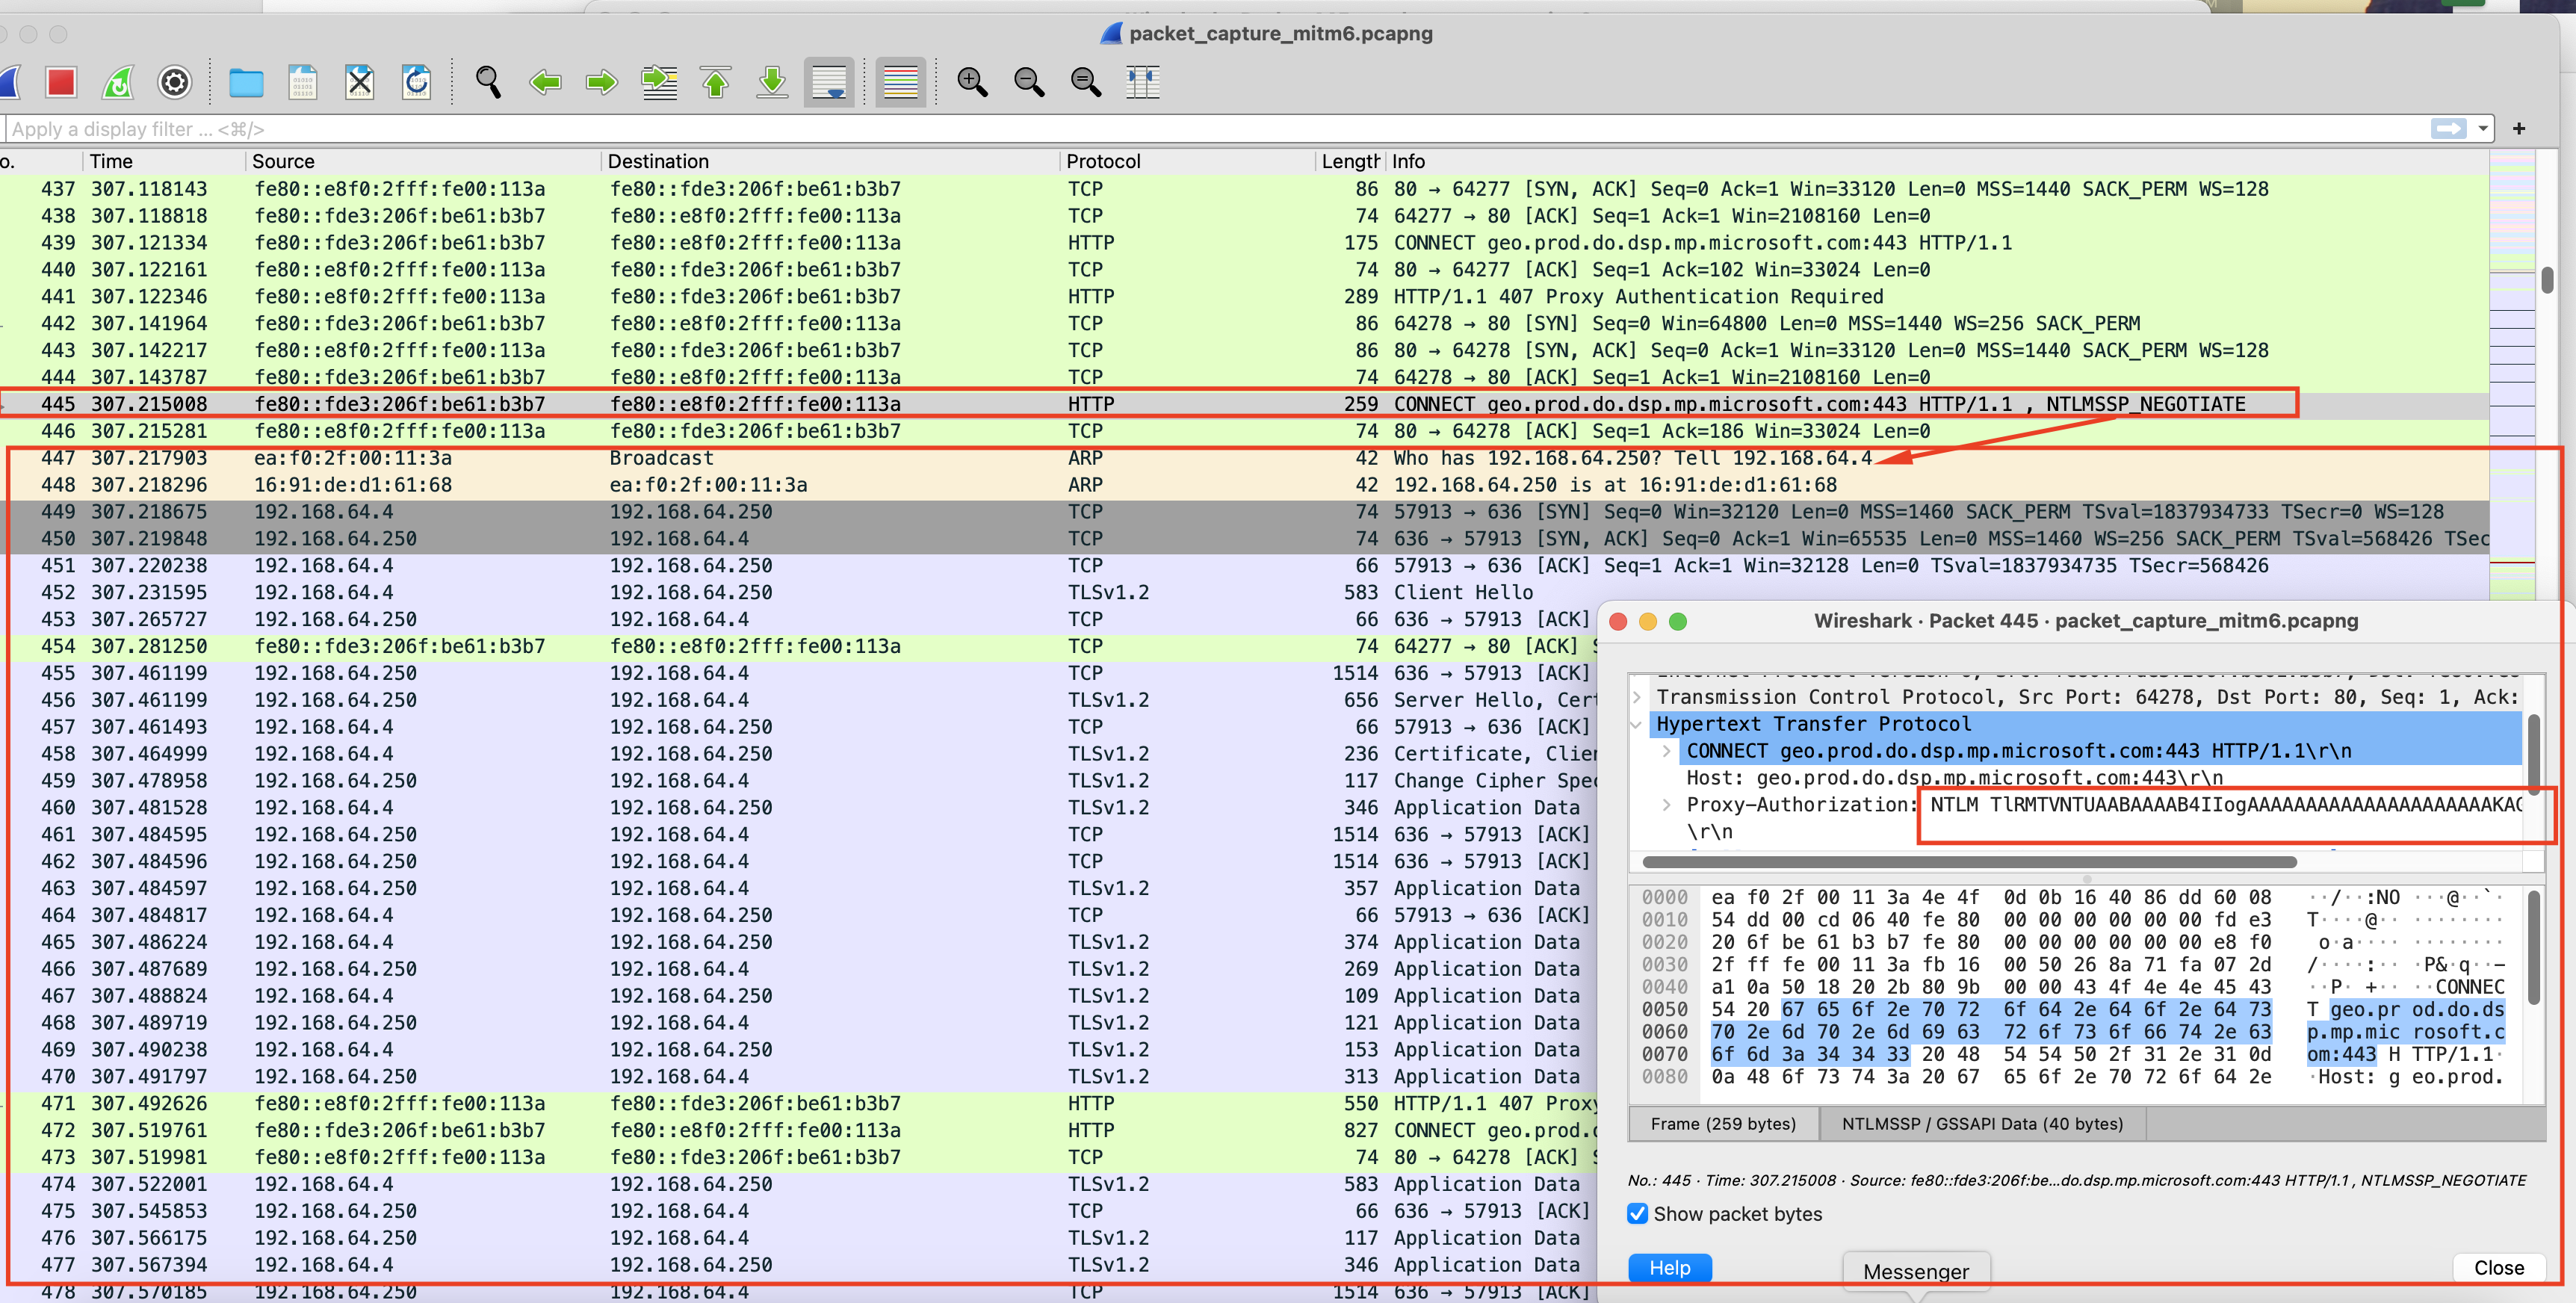 packet_capture_mitm6.pcapng
Apply a display filter ... <⌘/>
+
o. Time Source Destination Protocol Length Info
437 307.118143 fe80::e8f0:2fff:fe00:113a fe80::fde3:206f:be61:b3b7 TCP 86 80 → 64277 [SYN, ACK] Seq=0 Ack=1 Win=33120 Len=0 MSS=1440 SACK_PERM WS=128
438 307.118818 fe80::fde3:206f:be61:b3b7 fe80::e8f0:2fff:fe00:113a TCP 74 64277 → 80 [ACK] Seq=1 Ack=1 Win=2108160 Len=0
439 307.121334 fe80::fde3:206f:be61:b3b7 fe80::e8f0:2fff:fe00:113a HTTP 175 CONNECT geo.prod.do.dsp.mp.microsoft.com:443 HTTP/1.1
440 307.122161 fe80::e8f0:2fff:fe00:113a fe80::fde3:206f:be61:b3b7 TCP 74 80 → 64277 [ACK] Seq=1 Ack=102 Win=33024 Len=0
441 307.122346 fe80::e8f0:2fff:fe00:113a fe80::fde3:206f:be61:b3b7 HTTP 289 HTTP/1.1 407 Proxy Authentication Required
442 307.141964 fe80::fde3:206f:be61:b3b7 fe80::e8f0:2fff:fe00:113a TCP 86 64278 → 80 [SYN] Seq=0 Win=64800 Len=0 MSS=1440 WS=256 SACK_PERM
443 307.142217 fe80::e8f0:2fff:fe00:113a fe80::fde3:206f:be61:b3b7 TCP 86 80 → 64278 [SYN, ACK] Seq=0 Ack=1 Win=33120 Len=0 MSS=1440 SACK_PERM WS=128
444 307.143787 fe80::fde3:206f:be61:b3b7 fe80::e8f0:2fff:fe00:113a TCP 74 64278 → 80 [ACK] Seq=1 Ack=1 Win=2108160 Len=0
445 307.215008 fe80::fde3:206f:be61:b3b7 fe80::e8f0:2fff:fe00:113a HTTP 259 CONNECT geo.prod.do.dsp.mp.microsoft.com:443 HTTP/1.1 , NTLMSSP_NEGOTIATE
446 307.215281 fe80::e8f0:2fff:fe00:113a fe80::fde3:206f:be61:b3b7 TCP 74 80 → 64278 [ACK] Seq=1 Ack=186 Win=33024 Len=0
447 307.217903 ea:f0:2f:00:11:3a Broadcast ARP 42 Who has 192.168.64.250? Tell 192.168.64.4
448 307.218296 16:91:de:d1:61:68 ea:f0:2f:00:11:3a ARP 42 192.168.64.250 is at 16:91:de:d1:61:68
449 307.218675 192.168.64.4 192.168.64.250 TCP 74 57913 → 636 [SYN] Seq=0 Win=32120 Len=0 MSS=1460 SACK_PERM TSval=1837934733 TSecr=0 WS=128
450 307.219848 192.168.64.250 192.168.64.4 TCP 74 636 → 57913 [SYN, ACK] Seq=0 Ack=1 Win=65535 Len=0 MSS=1460 WS=256 SACK_PERM TSval=568426 TSec
451 307.220238 192.168.64.4 192.168.64.250 TCP 66 57913 → 636 [ACK] Seq=1 Ack=1 Win=32128 Len=0 TSval=1837934735 TSecr=568426
452 307.231595 192.168.64.4 192.168.64.250 TLSv1.2 583 Client Hello
453 307.265727 192.168.64.250 192.168.64.4 TCP 66 636 → 57913 [ACK]
454 307.281250 fe80::fde3:206f:be61:b3b7 fe80::e8f0:2fff:fe00:113a TCP 74 64277 → 80 [ACK]
455 307.461199 192.168.64.250 192.168.64.4 TCP 1514 636 → 57913 [ACK]
456 307.461199 192.168.64.250 192.168.64.4 TLSv1.2 656 Server Hello, Cert
457 307.461493 192.168.64.4 192.168.64.250 TCP 66 57913 → 636 [ACK]
458 307.464999 192.168.64.4 192.168.64.250 TLSv1.2 236 Certificate, Clien
459 307.478958 192.168.64.250 192.168.64.4 TLSv1.2 117 Change Cipher Spec
460 307.481528 192.168.64.4 192.168.64.250 TLSv1.2 346 Application Data
461 307.484595 192.168.64.250 192.168.64.4 TCP 1514 636 → 57913 [ACK]
462 307.484596 192.168.64.250 192.168.64.4 TCP 1514 636 → 57913 [ACK]
463 307.484597 192.168.64.250 192.168.64.4 TLSv1.2 357 Application Data
464 307.484817 192.168.64.4 192.168.64.250 TCP 66 57913 → 636 [ACK]
465 307.486224 192.168.64.4 192.168.64.250 TLSv1.2 374 Application Data
466 307.487689 192.168.64.250 192.168.64.4 TLSv1.2 269 Application Data
467 307.488824 192.168.64.4 192.168.64.250 TLSv1.2 109 Application Data
468 307.489719 192.168.64.250 192.168.64.4 TLSv1.2 121 Application Data
469 307.490238 192.168.64.4 192.168.64.250 TLSv1.2 153 Application Data
470 307.491797 192.168.64.250 192.168.64.4 TLSv1.2 313 Application Data
471 307.492626 fe80::e8f0:2fff:fe00:113a fe80::fde3:206f:be61:b3b7 HTTP 550 HTTP/1.1 407 Proxy
472 307.519761 fe80::fde3:206f:be61:b3b7 fe80::e8f0:2fff:fe00:113a HTTP 827 CONNECT geo.prod.
473 307.519981 fe80::e8f0:2fff:fe00:113a fe80::fde3:206f:be61:b3b7 TCP 74 80 → 64278 [ACK]
474 307.522001 192.168.64.4 192.168.64.250 TLSv1.2 583 Application Data
475 307.545853 192.168.64.250 192.168.64.4 TCP 66 636 → 57913 [ACK]
476 307.566175 192.168.64.250 192.168.64.4 TLSv1.2 117 Application Data
477 307.567394 192.168.64.4 192.168.64.250 TLSv1.2 346 Application Data
478 307.570185 192.168.64.250 192.168.64.4 TCP 1514 636 → 57913 [ACK]
Wireshark · Packet 445 · packet_capture_mitm6.pcapng
Transmission Control Protocol, Src Port: 64278, Dst Port: 80, Seq: 1, Ack:
Hypertext Transfer Protocol
CONNECT geo.prod.do.dsp.mp.microsoft.com:443 HTTP/1.1\r\n
Host: geo.prod.do.dsp.mp.microsoft.com:443\r\n
Proxy-Authorization: NTLM TlRMTVNTUAABAAAAB4IIogAAAAAAAAAAAAAAAAAAAAAKA
\r\n
0000 ea f0 2f 00 11 3a 4e 4f 0d 0b 16 40 86 dd 60 08 ··/··:NO ···@··`·
0010 54 dd 00 cd 06 40 fe 80 00 00 00 00 00 00 fd e3 T····@·· ········
0020 20 6f be 61 b3 b7 fe 80 00 00 00 00 00 00 e8 f0  o·a···· ········
0030 2f ff fe 00 11 3a fb 16 00 50 26 8a 71 fa 07 2d /····:·· ·P&·q··-
0040 a1 0a 50 18 20 2b 80 9b 00 00 43 4f 4e 4e 45 43 ··P· +·· ··CONNEC
0050 54 20 67 65 6f 2e 70 72 6f 64 2e 64 6f 2e 64 73 T geo.pr od.do.ds
0060 70 2e 6d 70 2e 6d 69 63 72 6f 73 6f 66 74 2e 63 p.mp.mic rosoft.c
0070 6f 6d 3a 34 34 33 20 48 54 54 50 2f 31 2e 31 0d om:443 H TTP/1.1·
0080 0a 48 6f 73 74 3a 20 67 65 6f 2e 70 72 6f 64 2e ·Host: g eo.prod.
Frame (259 bytes) NTLMSSP / GSSAPI Data (40 bytes)
No.: 445 · Time: 307.215008 · Source: fe80::fde3:206f:be...do.dsp.mp.microsoft.com:443 HTTP/1.1 , NTLMSSP_NEGOTIATE
Show packet bytes
Help Messenger Close